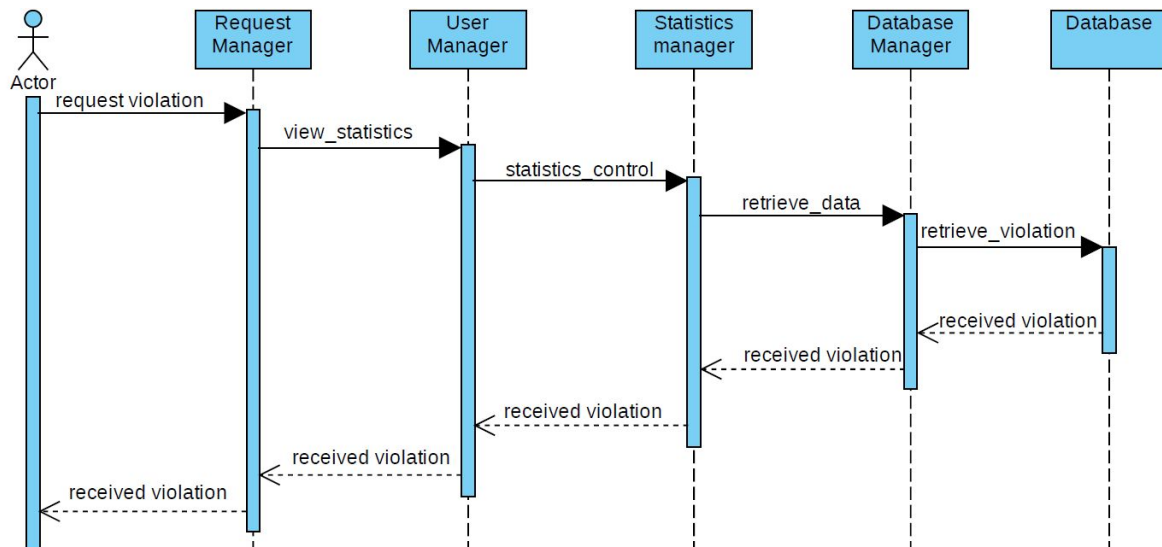 Request
Manager
User
Manager
Statistics
manager
Database
Manager
Database
Actor
request violation
view_statistics
statistics_control
retrieve_data
retrieve_violation
received violation
received violation
received violation
received violation
received violation